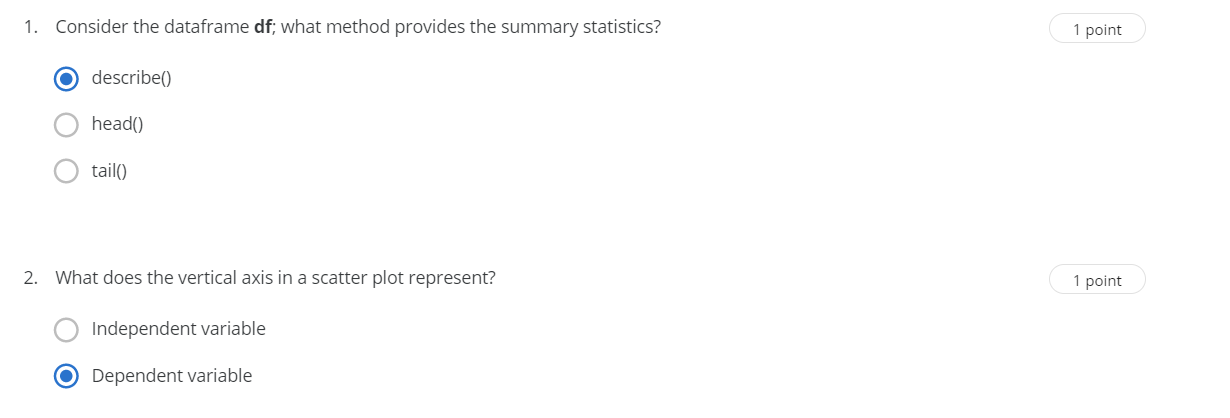 1. Consider the dataframe df; what method provides the summary statistics?
1 point
describe()
head()
tail()
2. What does the vertical axis in a scatter plot represent?
1 point
Independent variable
Dependent variable